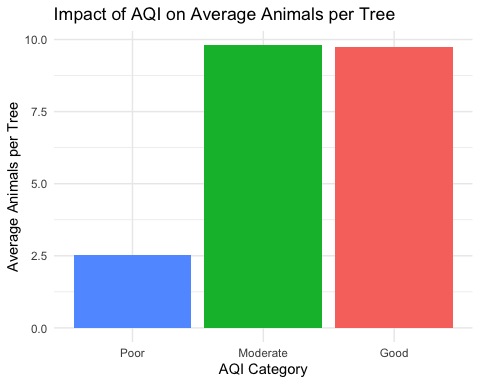 Impact of AQI on Average Animals per Tree
Average Animals per Tree
10.0
7.5
5.0
2.5
0.0
Poor
Moderate
Good
AQI Category